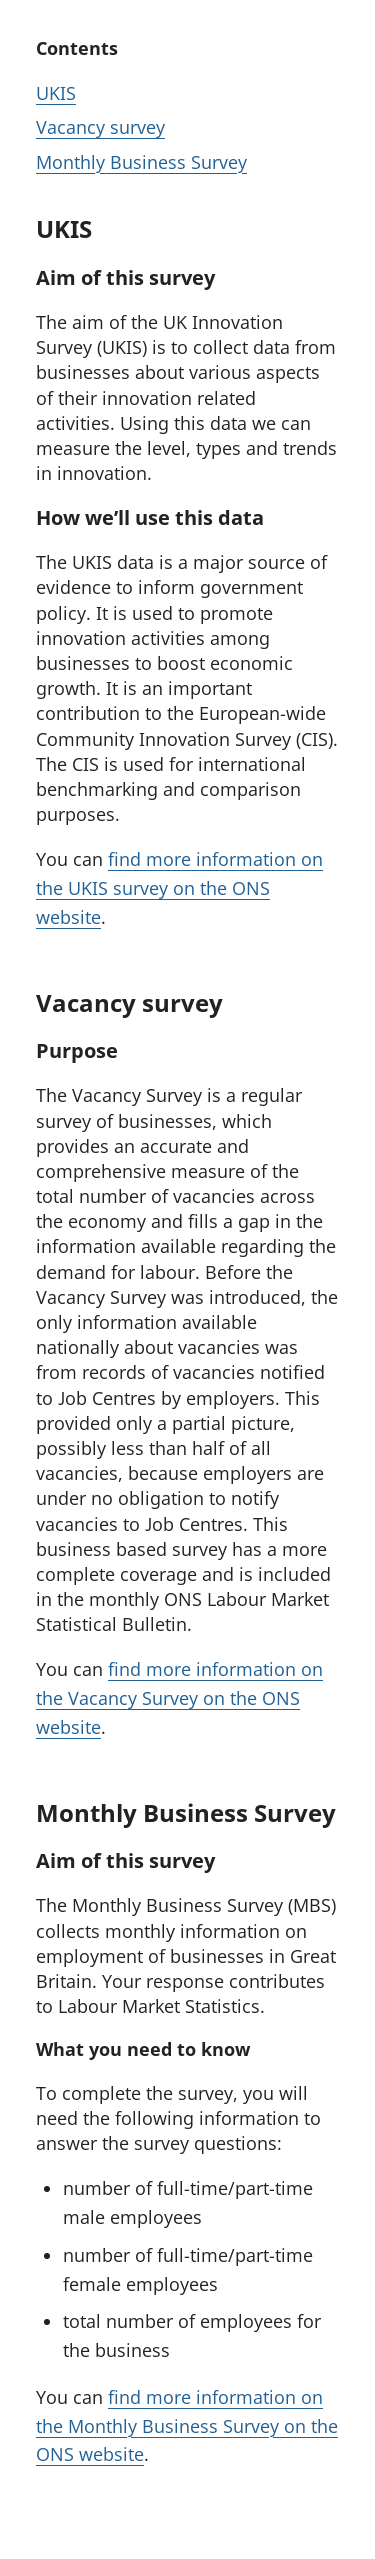 Contents
UKIS
Vacancy survey
Monthly Business Survey
UKIS
Aim of this survey
The aim of the UK Innovation
Survey (UKIS) is to collect data from
businesses about various aspects
of their innovation related
activities. Using this data we can
measure the level, types and trends
in innovation.
How we’ll use this data
The UKIS data is a major source of
evidence to inform government
policy. It is used to promote
innovation activities among
businesses to boost economic
growth. It is an important
contribution to the European-wide
Community Innovation Survey (CIS).
The CIS is used for international
benchmarking and comparison
purposes.
You can find more information on
the UKIS survey on the ONS
website.
Vacancy survey
Purpose
The Vacancy Survey is a regular
survey of businesses, which
provides an accurate and
comprehensive measure of the
total number of vacancies across
the economy and fills a gap in the
information available regarding the
demand for labour. Before the
Vacancy Survey was introduced, the
only information available
nationally about vacancies was
from records of vacancies notified
to Job Centres by employers. This
provided only a partial picture,
possibly less than half of all
vacancies, because employers are
under no obligation to notify
vacancies to Job Centres. This
business based survey has a more
complete coverage and is included
in the monthly ONS Labour Market
Statistical Bulletin.
You can find more information on
the Vacancy Survey on the ONS
website.
Monthly Business Survey
Aim of this survey
The Monthly Business Survey (MBS)
collects monthly information on
employment of businesses in Great
Britain. Your response contributes
to Labour Market Statistics.
What you need to know
To complete the survey, you will
need the following information to
answer the survey questions:
• number of full-time/part-time
male employees
• number of full-time/part-time
female employees
• total number of employees for
the business
You can find more information on
the Monthly Business Survey on the
ONS website.